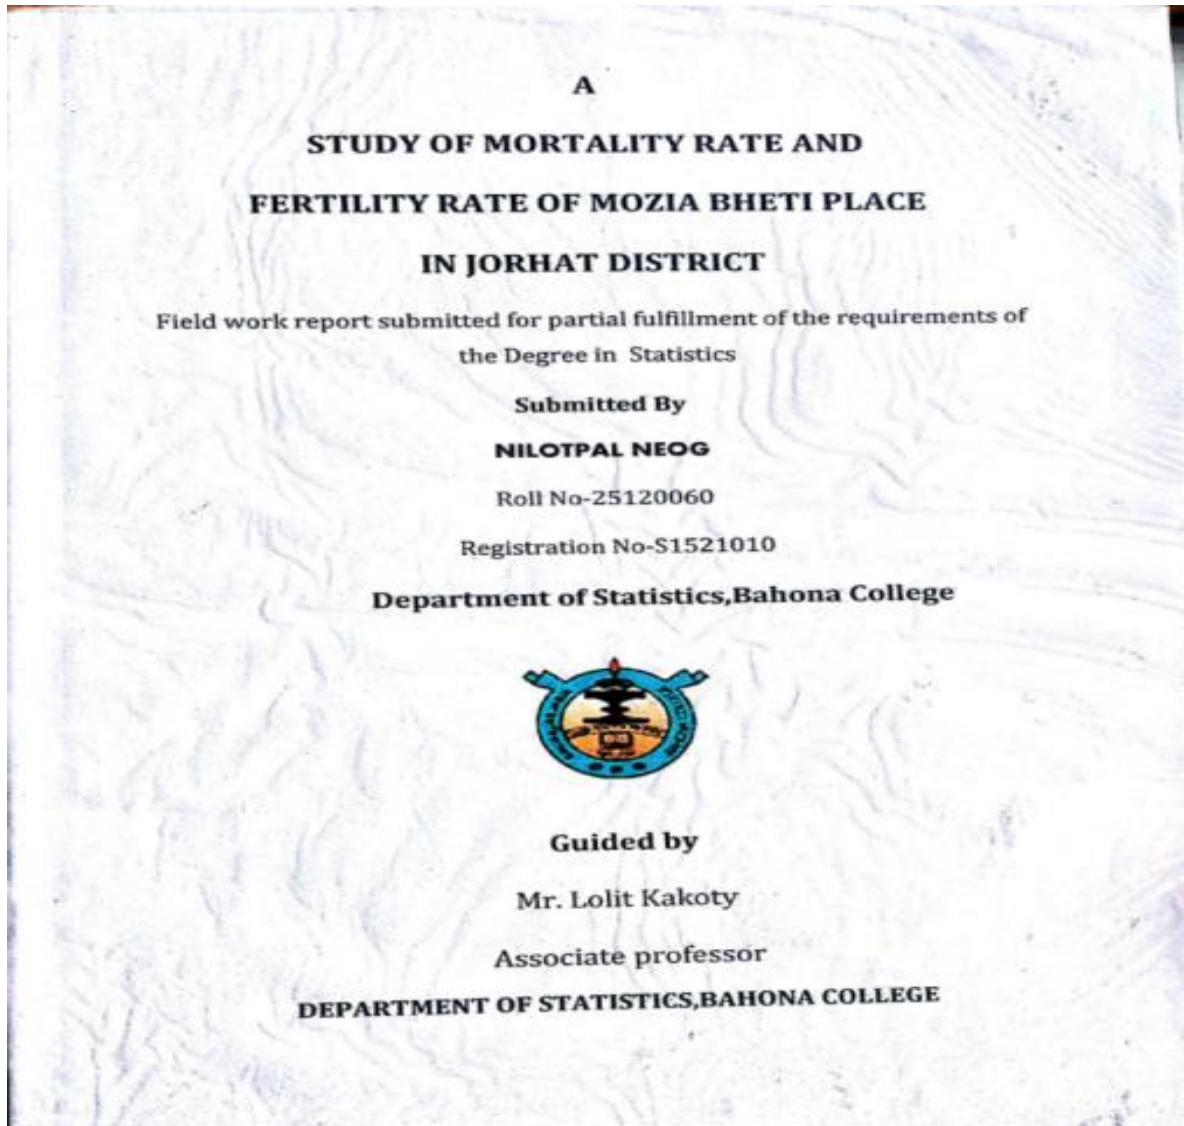 A
STUDY OF MORTALITY RATE AND
FERTILITY RATE OF MOZIA BHETI PLACE
IN JORHAT DISTRICT
Field work report submitted for partial fulfillment of the requirements of
the Degree in Statistics
Submitted By
NILOTPAL NEOG
Roll No-25120060
Registration No-S1521010
Department of Statistics,Bahona College
Guided by
Mr. Lolit Kakoty
Associate professor
DEPARTMENT OF STATISTICS,BAHONA COLLEGE